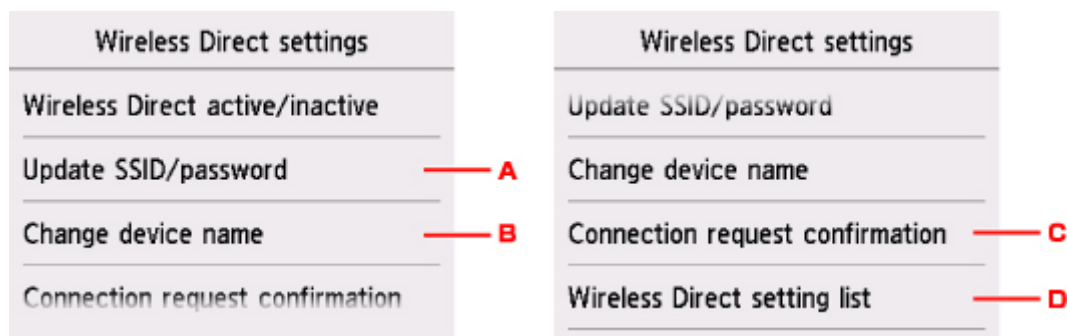 Wireless Direct settings
Wireless Direct active/inactive
Update SSID/password
A
Change device name
B
Connection request confirmation
Wireless Direct settings
Update SSID/password
Change device name
Connection request confirmation
C
Wireless Direct setting list
D